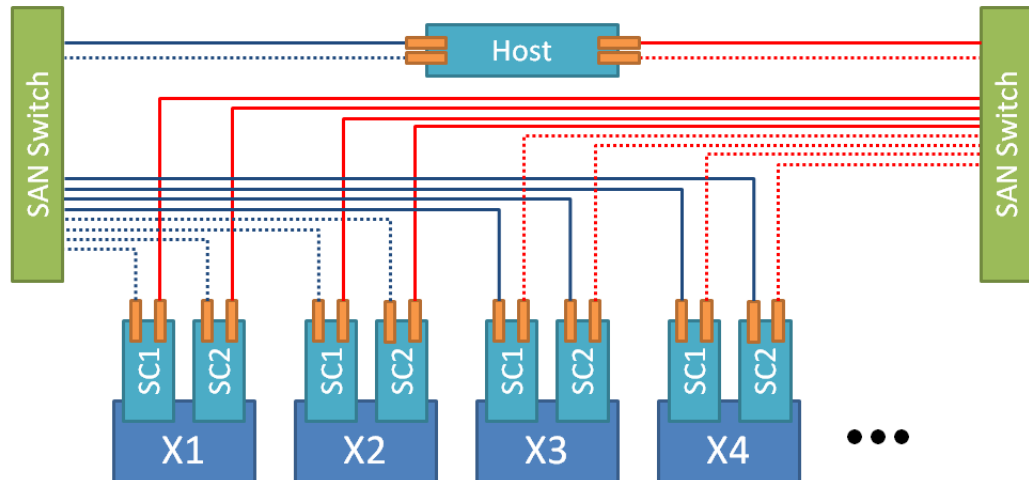 SAN Switch
Host
SAN Switch
SC1
SC2
SC1
SC2
SC1
SC2
SC1
SC2
X1
X2
X3
X4